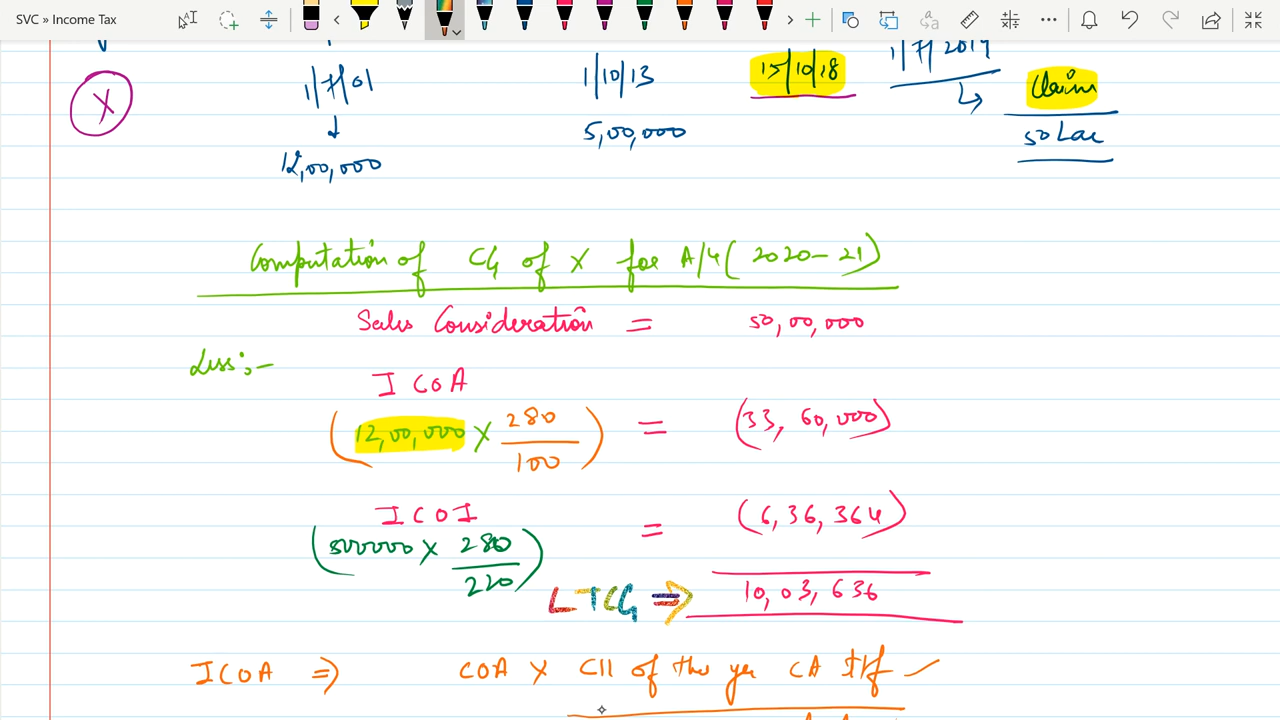 SVC » Income Tax
1/7/2019
X 1/7/01 1/10/13 15/10/18 Claim
12,00,000 5,00,000 50 Lac
Computation of CG of X for A/Y (2020-21)
Sales Consideration = 50,00,000
Less:-
ICOA
(12,00,000 X 280/100) = (33,60,000)
ICOI
(500000 X 280/220) = (6,36,364)
LTCG ⇒ 10,03,636
ICOA ⇒ COA X CII of the yr CA t/f